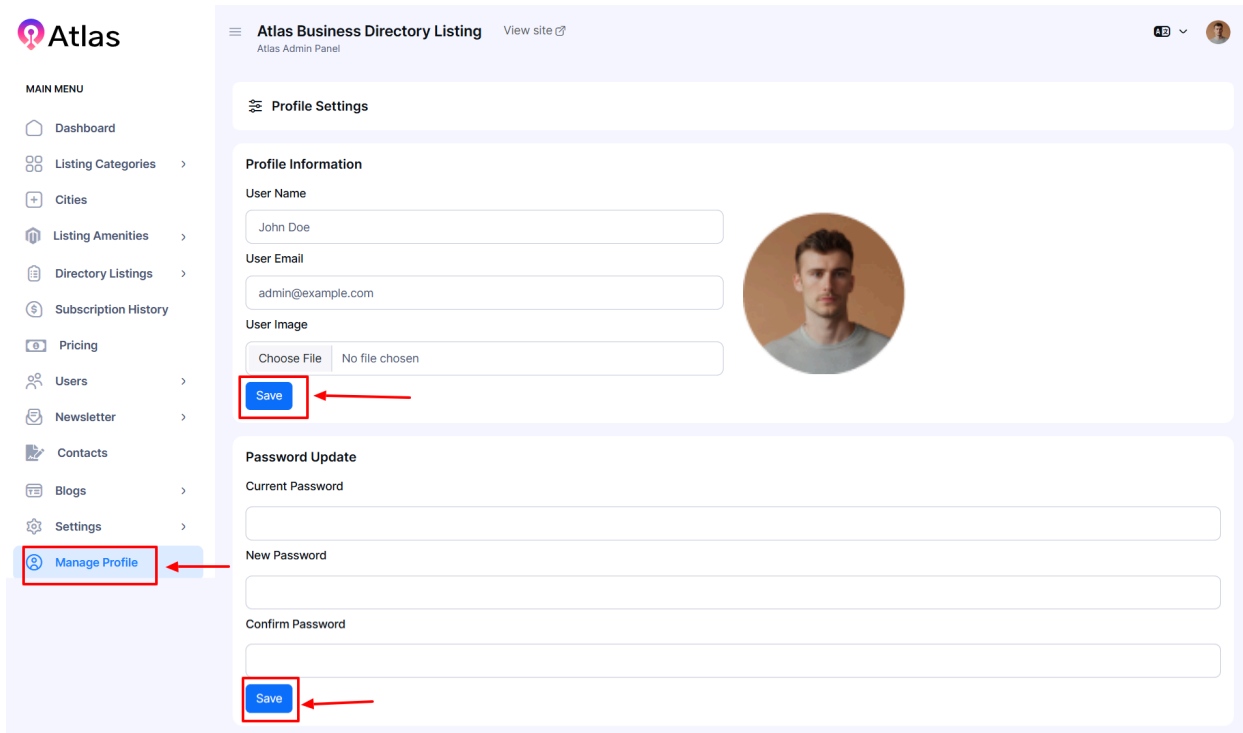 Atlas
Atlas Business Directory Listing View site
Atlas Admin Panel
MAIN MENU
Dashboard
Listing Categories
Cities
Listing Amenities
Directory Listings
Subscription History
Pricing
Users
Newsletter
Contacts
Blogs
Settings
Manage Profile
Profile Settings
Profile Information
User Name
John Doe
User Email
admin@example.com
User Image
Choose File No file chosen
Save
Password Update
Current Password
New Password
Confirm Password
Save